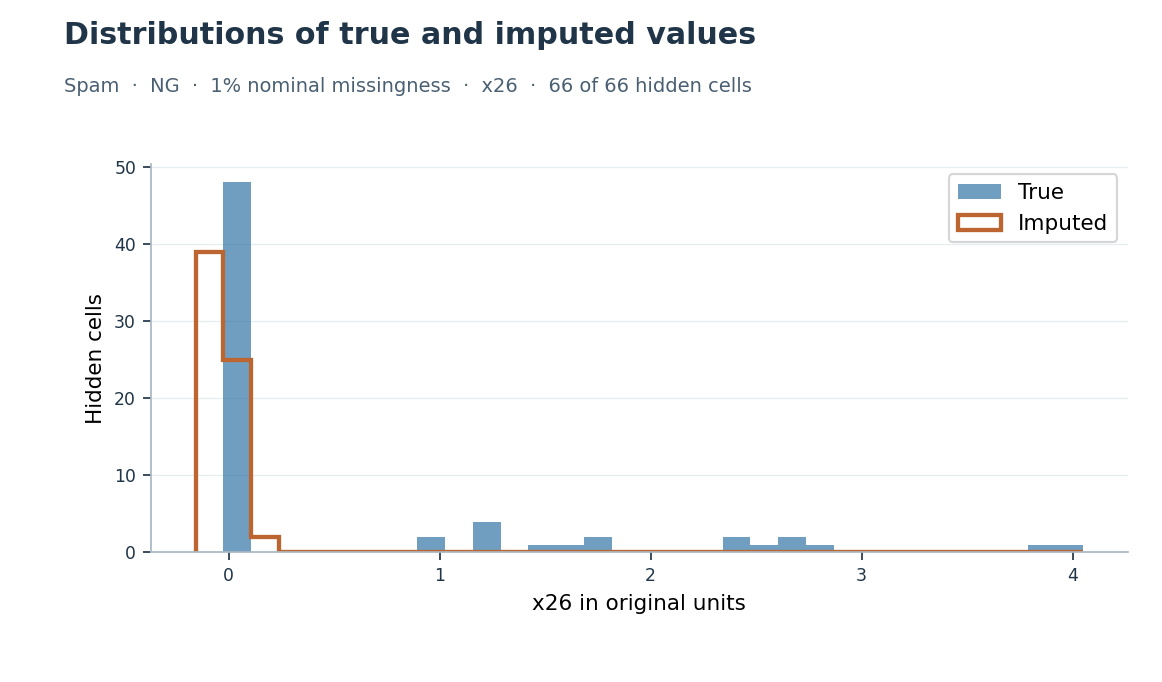 Distributions of true and imputed values
Spam · NG · 1% nominal missingness · x26 · 66 of 66 hidden cells
50
40
30
20
10
0
Hidden cells
True
Imputed
0 1 2 3 4
x26 in original units